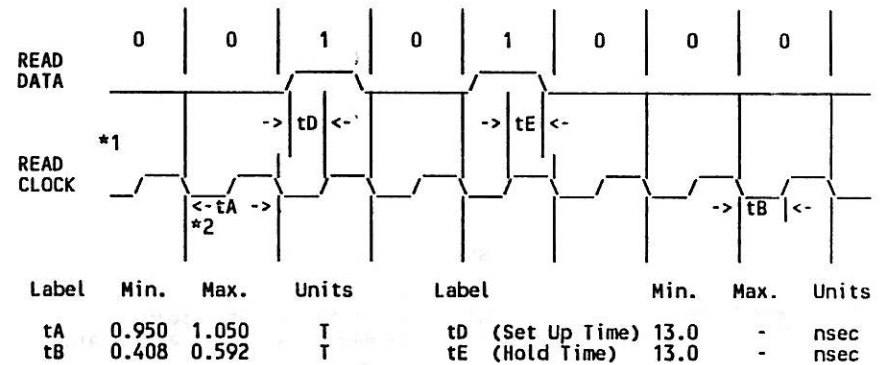 0 0 1 0 1 0 0 0
READ
DATA
-> tD <- -> tE <-
*1
READ
CLOCK
<-tA -> -> tB <-
*2
Label Min. Max. Units Label Min. Max. Units
tA 0.950 1.050 T tD (Set Up Time) 13.0 - nsec
tB 0.408 0.592 T tE (Hold Time) 13.0 - nsec